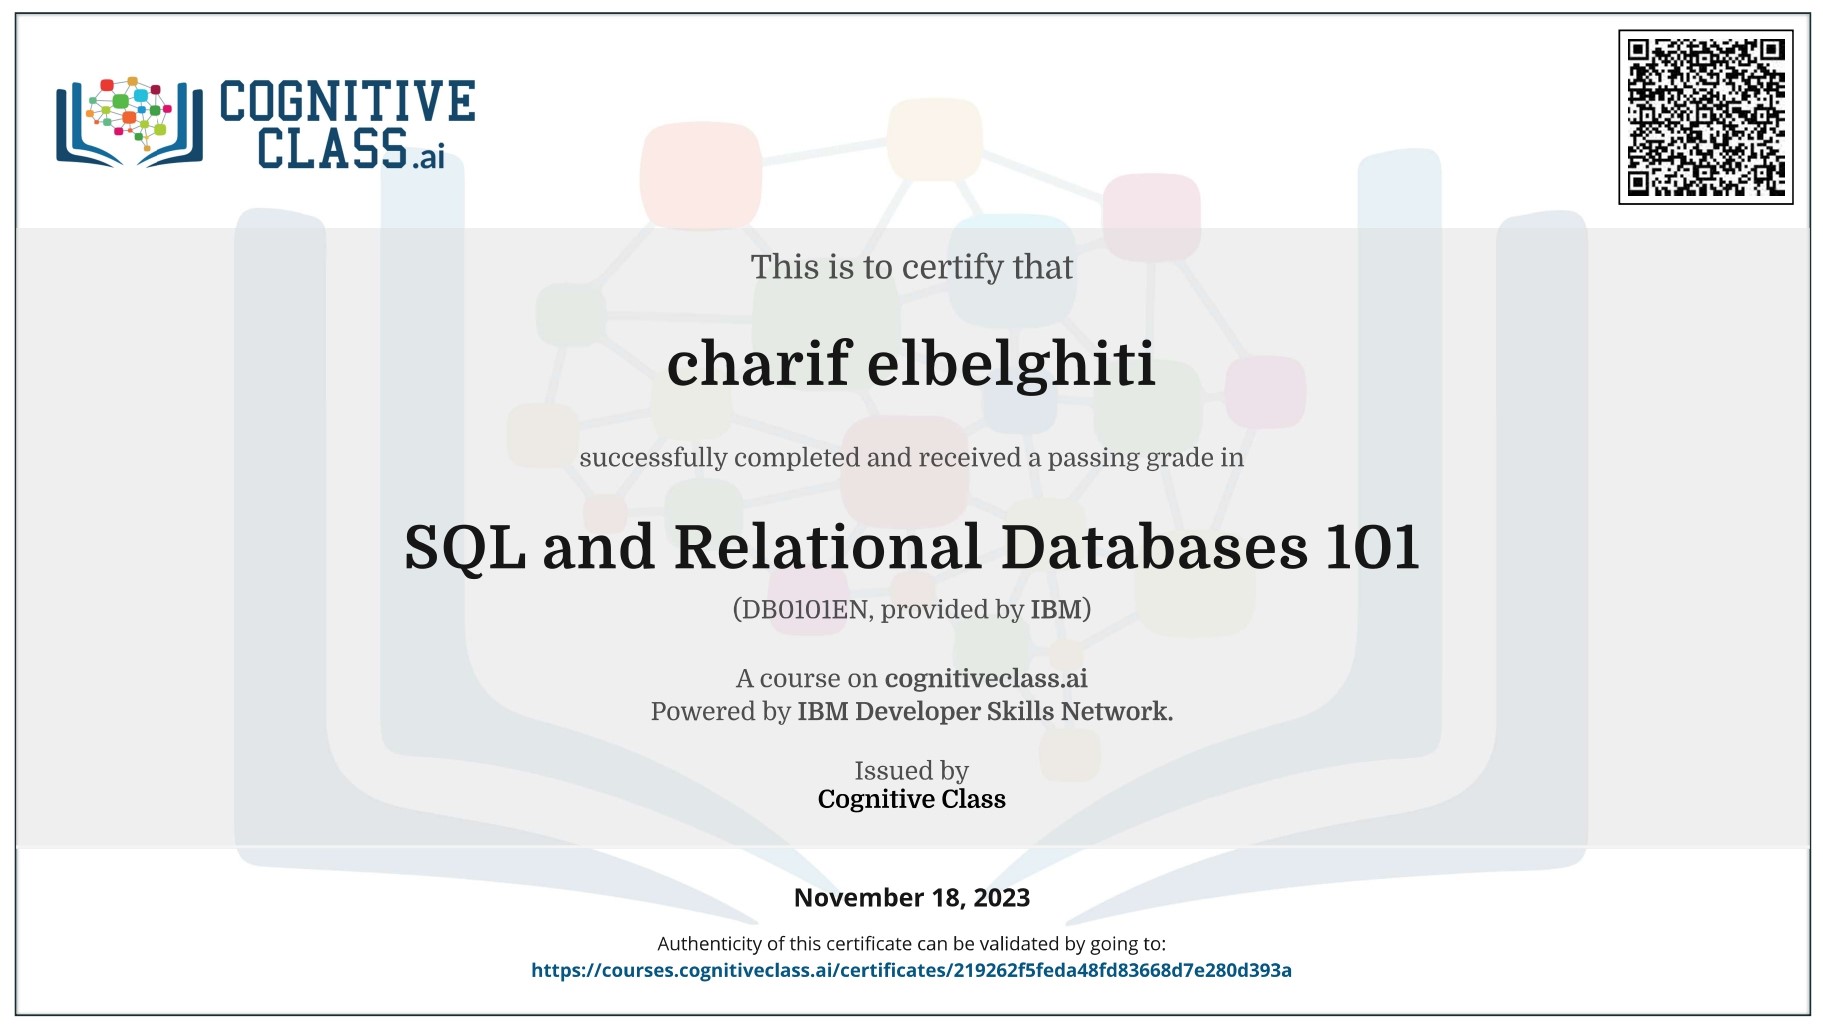 COGNITIVE
CLASS.ai
This is to certify that
charif elbelghiti
successfully completed and received a passing grade in
SQL and Relational Databases 101
(DB0101EN, provided by IBM)
A course on cognitiveclass.ai
Powered by IBM Developer Skills Network.
Issued by
Cognitive Class
November 18, 2023
Authenticity of this certificate can be validated by going to:
https://courses.cognitiveclass.ai/certificates/219262f5feda48fd83668d7e280d393a